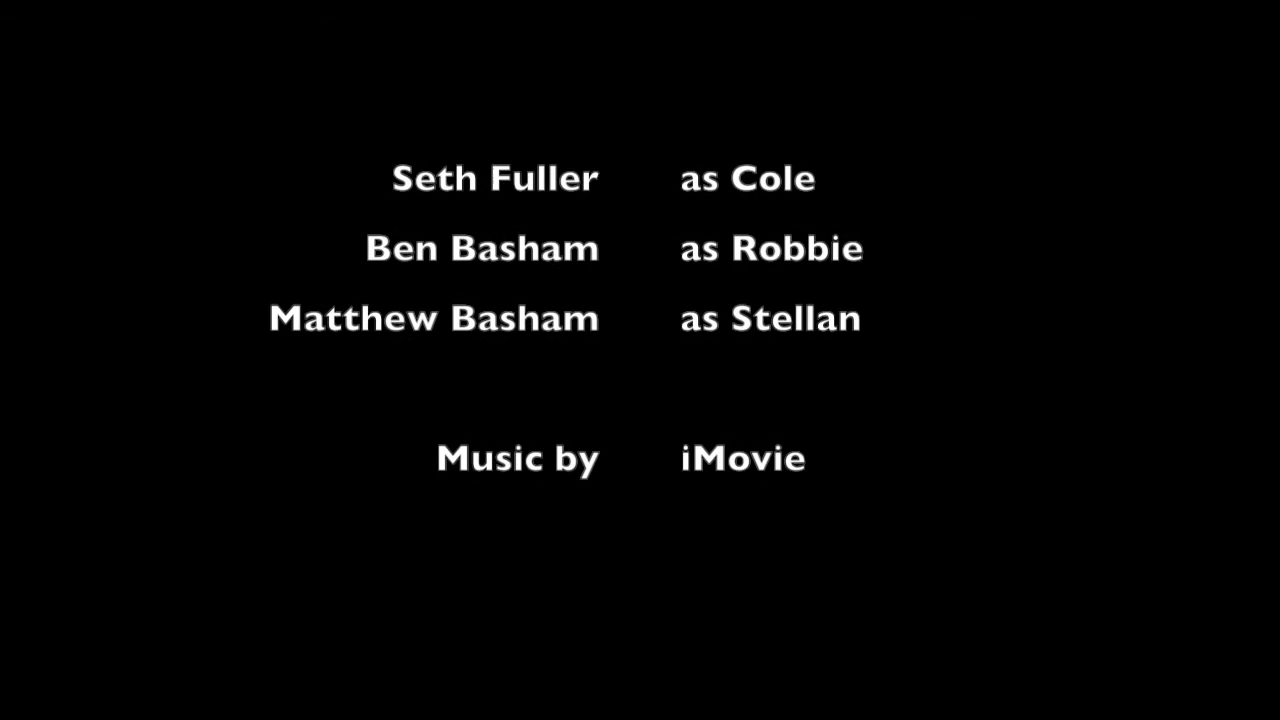 Seth Fuller as Cole
Ben Basham as Robbie
Matthew Basham as Stellan
Music by iMovie